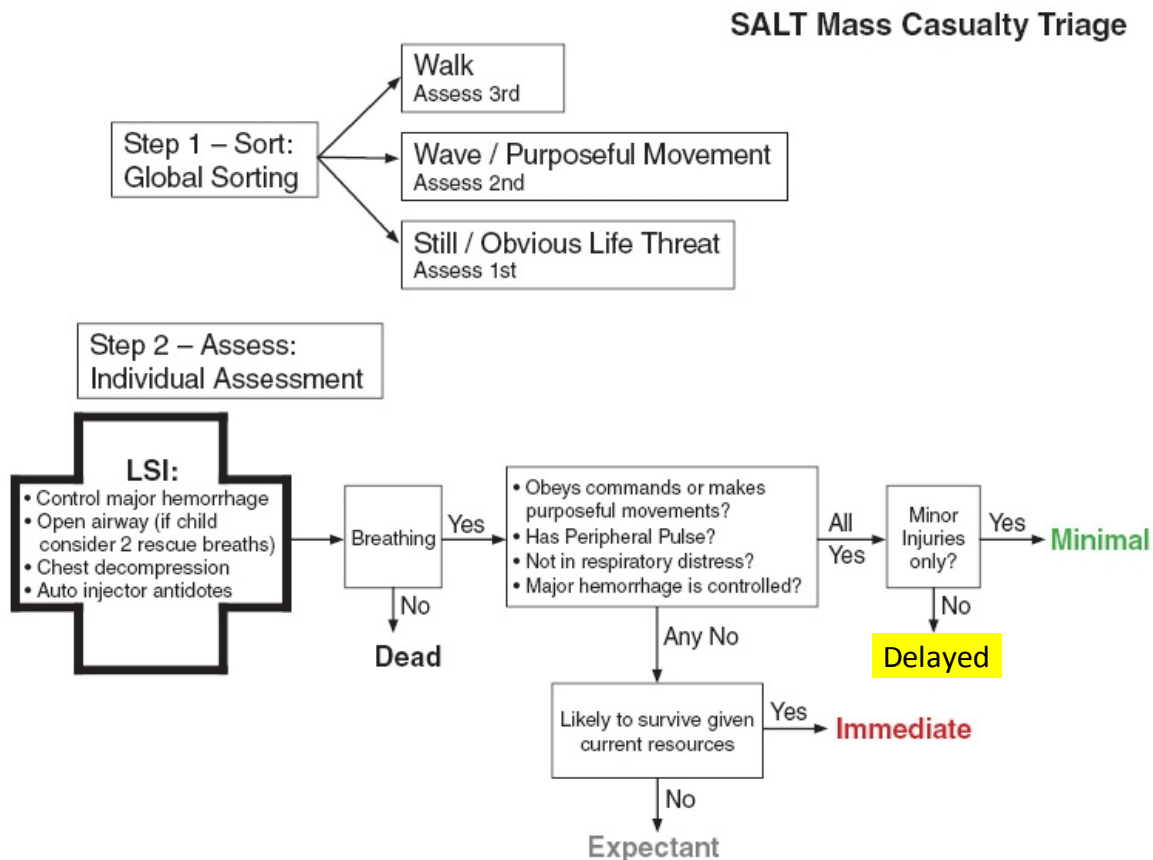 SALT Mass Casualty Triage
Walk
Assess 3rd
Step 1 – Sort:
Global Sorting
Wave / Purposeful Movement
Assess 2nd
Still / Obvious Life Threat
Assess 1st
Step 2 – Assess:
Individual Assessment
LSI:
• Control major hemorrhage
• Open airway (if child
consider 2 rescue breaths)
• Chest decompression
• Auto injector antidotes
Breathing
Yes
No
Dead
• Obeys commands or makes
purposeful movements?
• Has Peripheral Pulse?
• Not in respiratory distress?
• Major hemorrhage is controlled?
All
Yes
Minor
Injuries
only?
Yes
Minimal
No
Delayed
Any No
Likely to survive given
current resources
Yes
Immediate
No
Expectant